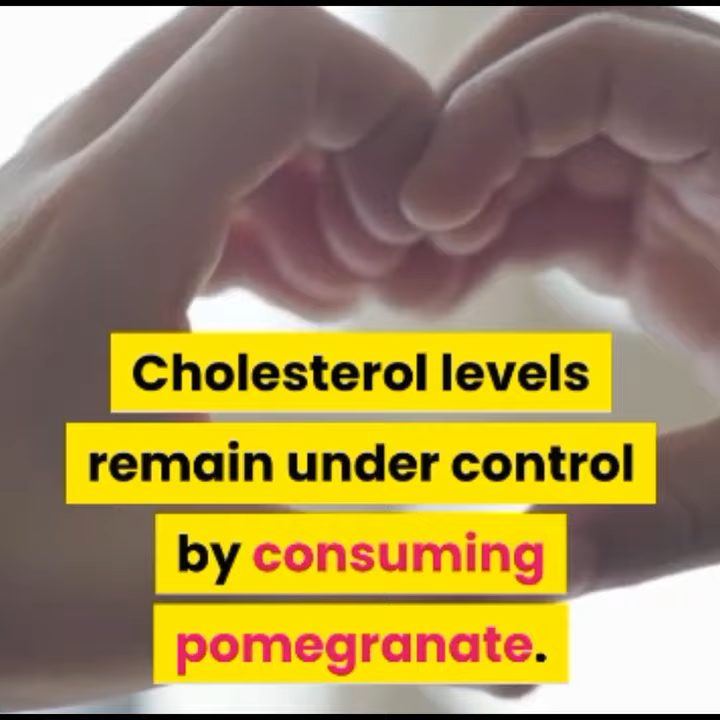 Cholesterol levels
remain under control
by consuming
pomegranate.